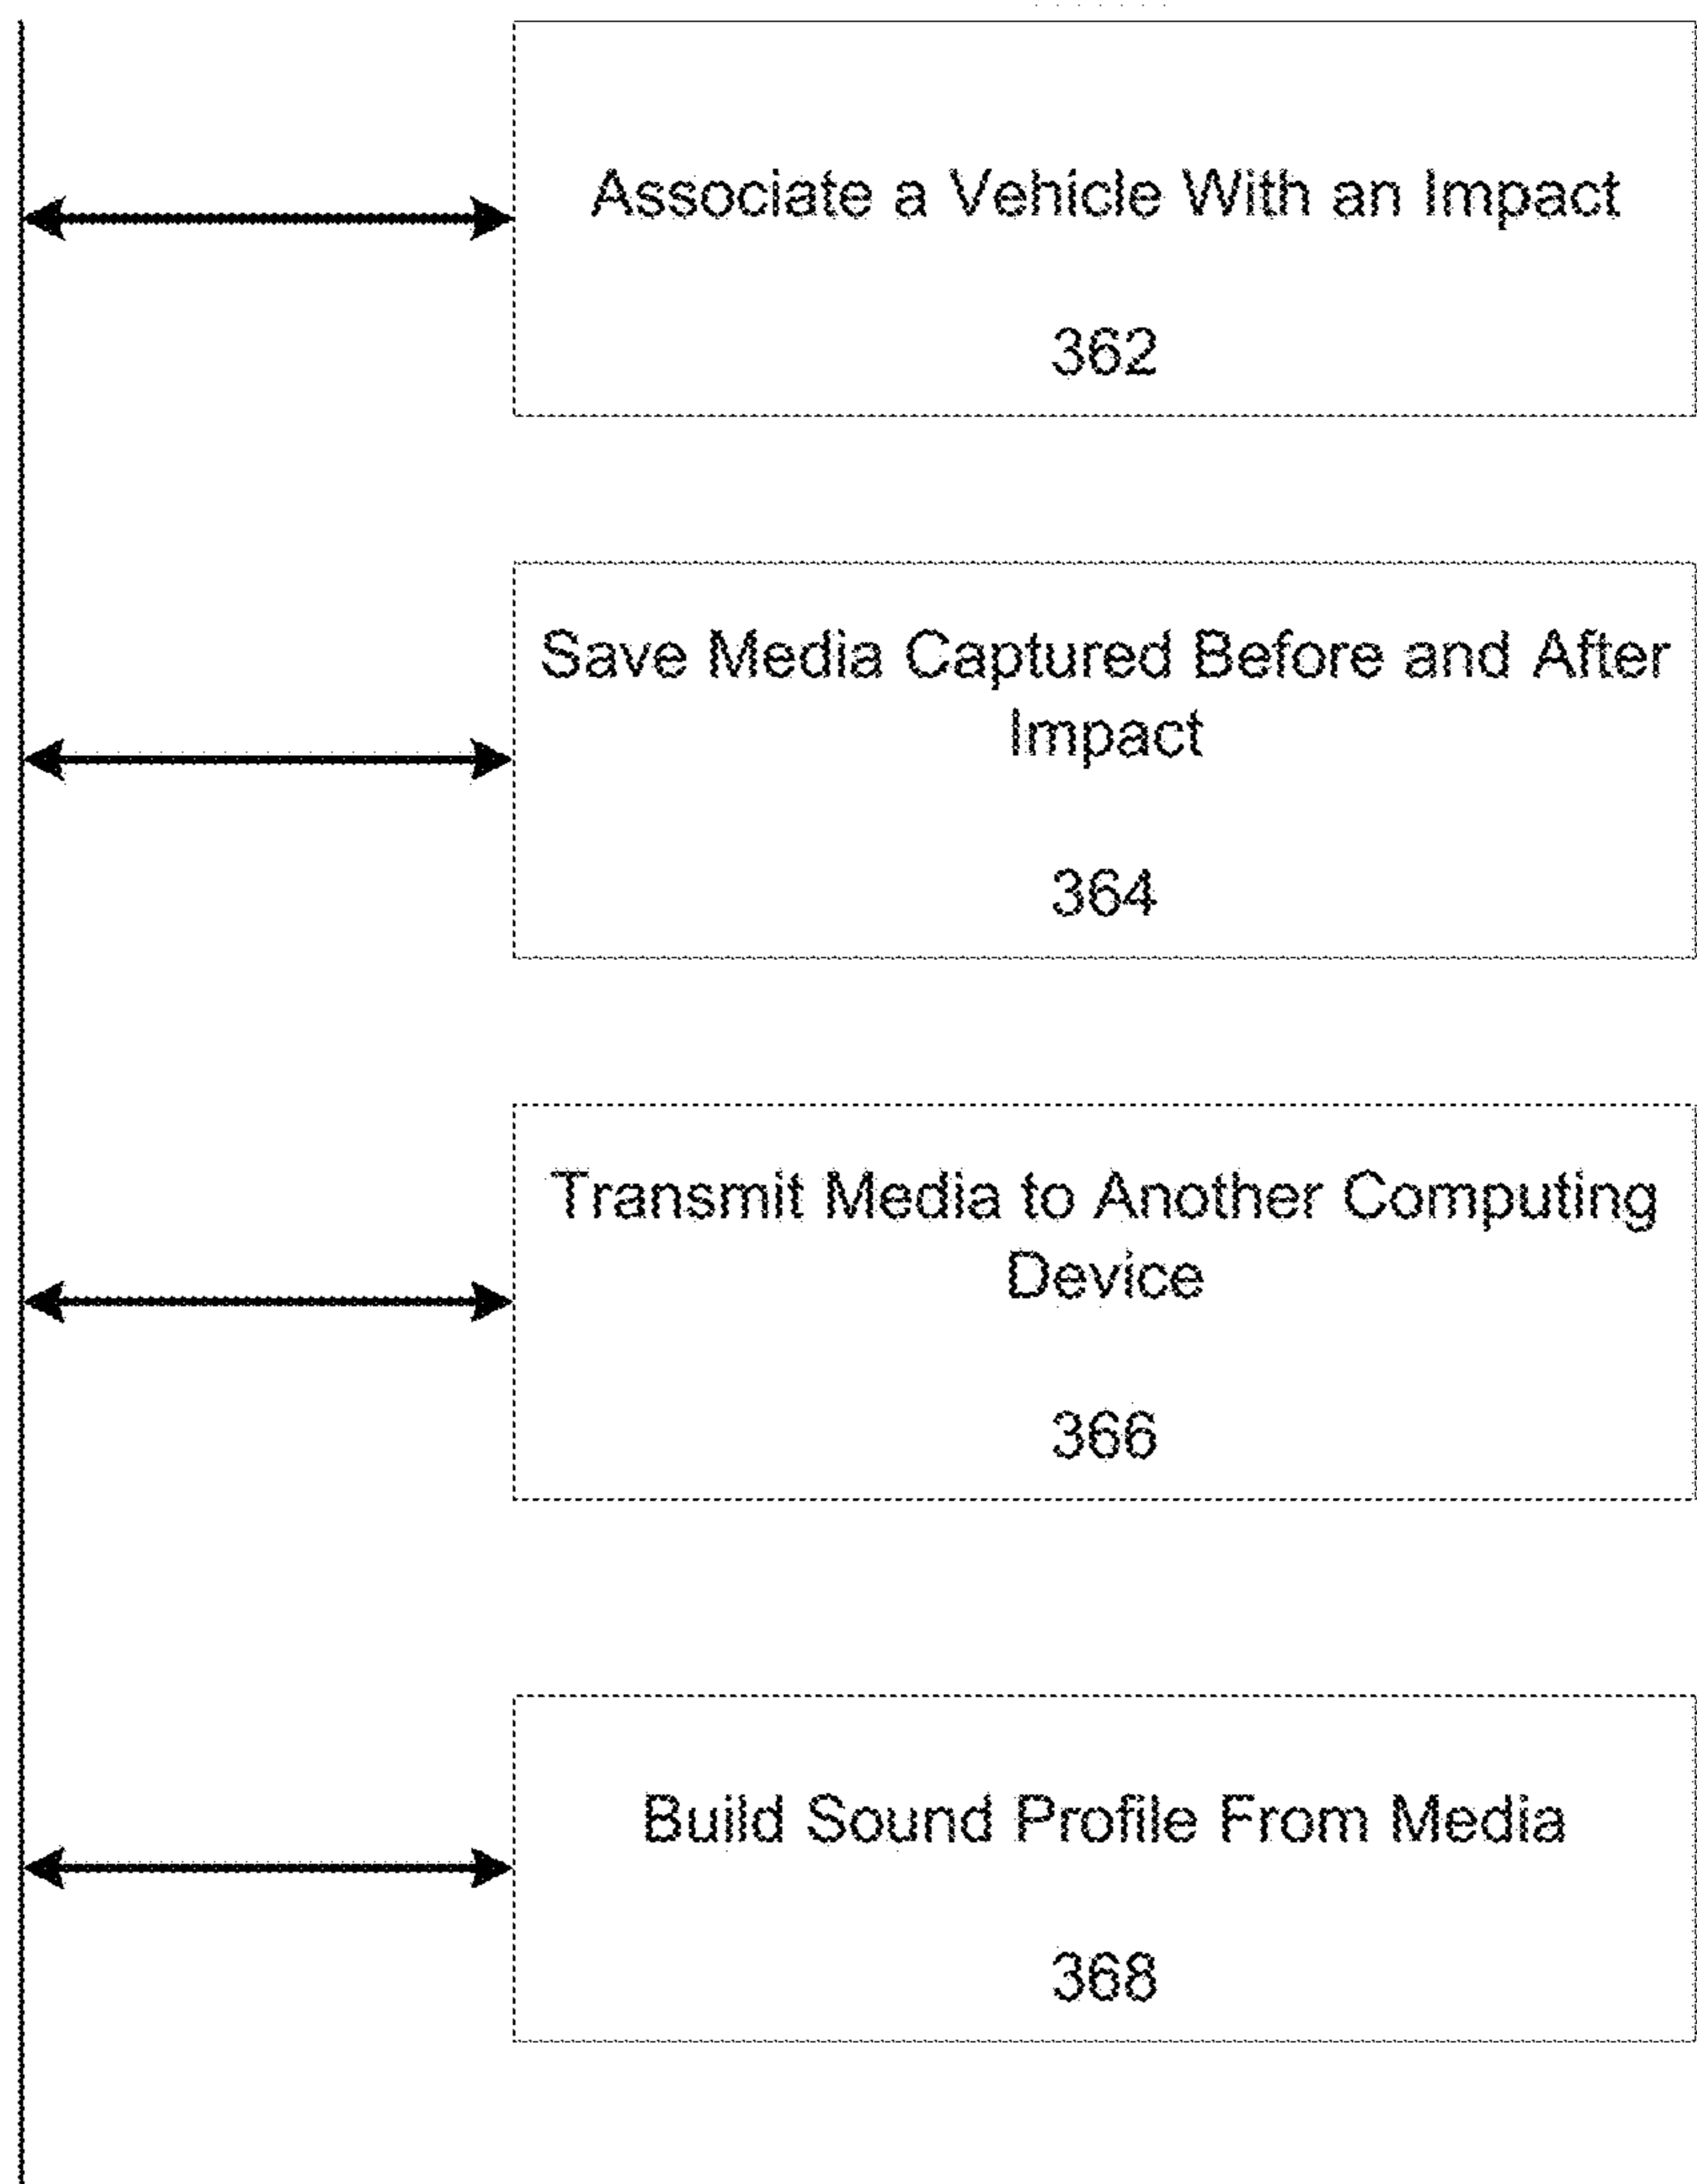 Associate a Vehicle With an Impact
362
Save Media Captured Before and After
Impact
364
Transmit Media to Another Computing
Device
366
Build Sound Profile From Media
368